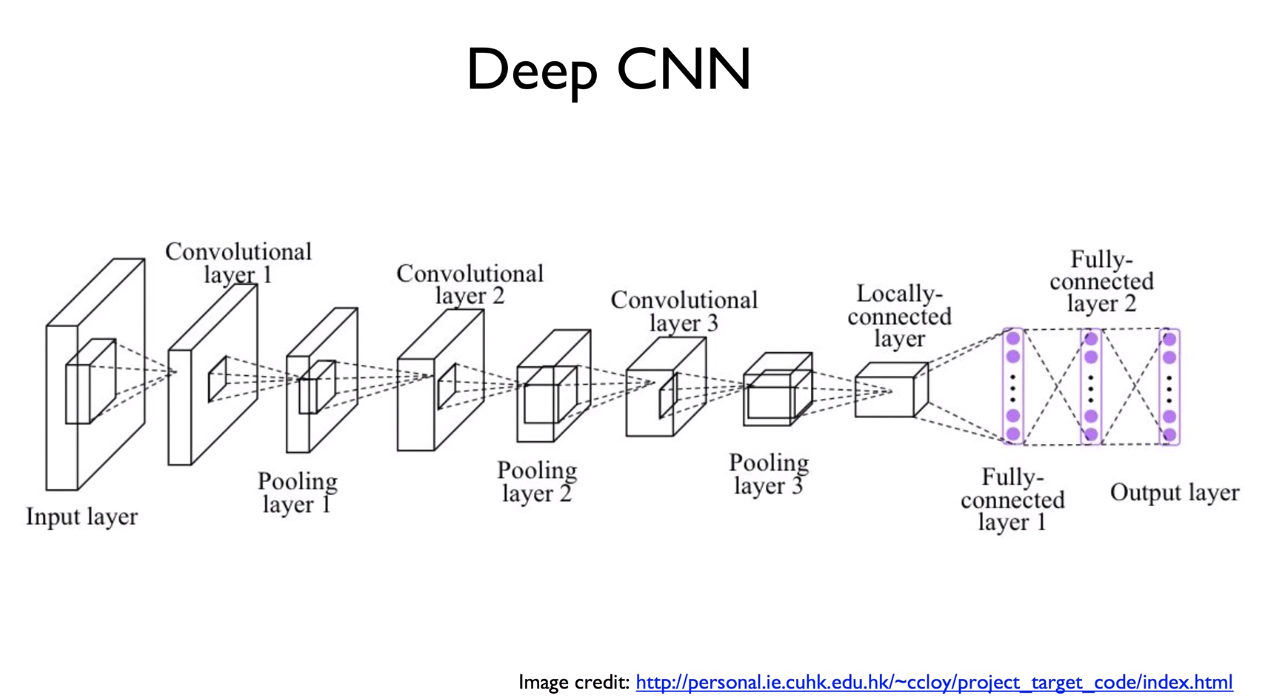 Deep CNN
Convolutional
layer 1
Convolutional
layer 2
Convolutional
layer 3
Locally-
connected
layer
Fully-
connected
layer 2
Input layer
Pooling
layer 1
Pooling
layer 2
Pooling
layer 3
Fully-
connected
layer 1
Output layer
Image credit: http://personal.ie.cuhk.edu.hk/~ccloy/project_target_code/index.html